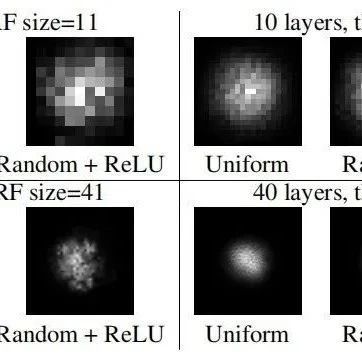 RF size=11
10 layers, t
Random + ReLU
Uniform
Ra
RF size=41
40 layers, t
Random + ReLU
Uniform
Ra